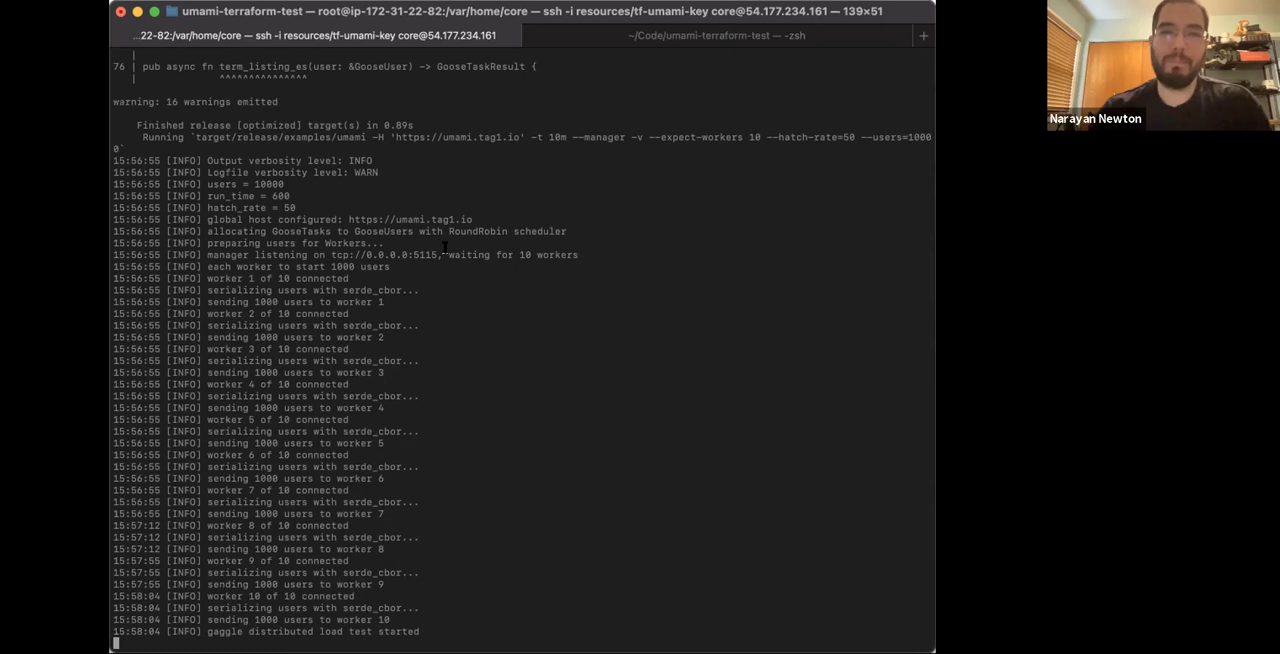 umami-terraform-test — root@ip-172-31-22-82:/var/home/core — ssh -i resources/tf-umami-key core@54.177.234.161 — 139×51
...22-82:/var/home/core — ssh -i resources/tf-umami-key core@54.177.234.161
~/Code/umami-terraform-test — -zsh
+
|
76 | pub async fn term_listing_es(user: &GooseUser) -> GooseTaskResult {
| ^^^^^^^^^^^^^^^
warning: 16 warnings emitted
Finished release [optimized] target(s) in 0.89s
Running `target/release/examples/umami -H 'https://umami.tag1.io' -t 10m --manager -v --expect-workers 10 --hatch-rate=50 --users=1000
0`
15:56:55 [INFO] Output verbosity level: INFO
15:56:55 [INFO] Logfile verbosity level: WARN
15:56:55 [INFO] users = 10000
15:56:55 [INFO] run_time = 600
15:56:55 [INFO] hatch_rate = 50
15:56:55 [INFO] global host configured: https://umami.tag1.io
15:56:55 [INFO] allocating GooseTasks to GooseUsers with RoundRobin scheduler
15:56:55 [INFO] preparing users for Workers...
15:56:55 [INFO] manager listening on tcp://0.0.0.0:5115, waiting for 10 workers
15:56:55 [INFO] each worker to start 1000 users
15:56:55 [INFO] worker 1 of 10 connected
15:56:55 [INFO] serializing users with serde_cbor...
15:56:55 [INFO] sending 1000 users to worker 1
15:56:55 [INFO] worker 2 of 10 connected
15:56:55 [INFO] serializing users with serde_cbor...
15:56:55 [INFO] sending 1000 users to worker 2
15:56:55 [INFO] worker 3 of 10 connected
15:56:55 [INFO] serializing users with serde_cbor...
15:56:55 [INFO] sending 1000 users to worker 3
15:56:55 [INFO] worker 4 of 10 connected
15:56:55 [INFO] serializing users with serde_cbor...
15:56:55 [INFO] sending 1000 users to worker 4
15:56:55 [INFO] worker 5 of 10 connected
15:56:55 [INFO] serializing users with serde_cbor...
15:56:55 [INFO] sending 1000 users to worker 5
15:56:55 [INFO] worker 6 of 10 connected
15:56:55 [INFO] serializing users with serde_cbor...
15:56:55 [INFO] sending 1000 users to worker 6
15:56:55 [INFO] worker 7 of 10 connected
15:56:55 [INFO] serializing users with serde_cbor...
15:56:55 [INFO] sending 1000 users to worker 7
15:57:12 [INFO] worker 8 of 10 connected
15:57:12 [INFO] serializing users with serde_cbor...
15:57:12 [INFO] sending 1000 users to worker 8
15:57:55 [INFO] worker 9 of 10 connected
15:57:55 [INFO] serializing users with serde_cbor...
15:57:55 [INFO] sending 1000 users to worker 9
15:58:04 [INFO] worker 10 of 10 connected
15:58:04 [INFO] serializing users with serde_cbor...
15:58:04 [INFO] sending 1000 users to worker 10
15:58:04 [INFO] gaggle distributed load test started
Narayan Newton